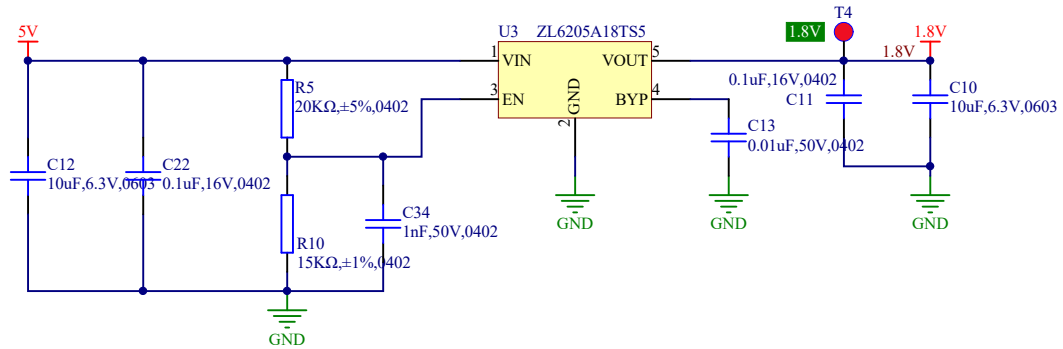 5V
U3 ZL6205A18TS5
1.8V
T4
1.8V
1.8V
1 VIN
VOUT 5
3 EN
BYP 4
GND
2
R5
20KΩ,±5%,0402
0.1uF,16V,0402
C11
C10
10uF,6.3V,0603
C13
0.01uF,50V,0402
C12
10uF,6.3V,0603
C22
0.1uF,16V,0402
C34
1nF,50V,0402
R10
15KΩ,±1%,0402
GND
GND
GND
GND